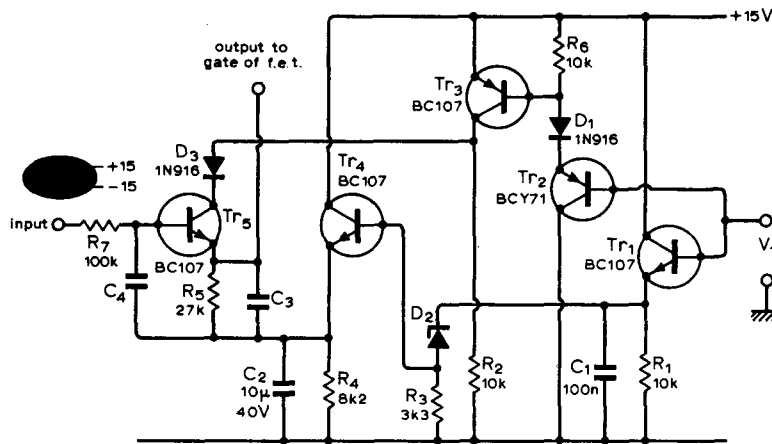 +15V
output to
gate of f.e.t.
R6
10k
Tr3
BC107
D1
1N916
D3
1N916
Tr4
BC107
Tr2
BCY71
+15
-15
input
R7
100k
Tr5
BC107
Tr1
BC107
C4
R5
27k
C3
D2
C2
10μ
40V
R4
8k2
R3
3k3
R2
10k
C1
100n
R1
10k